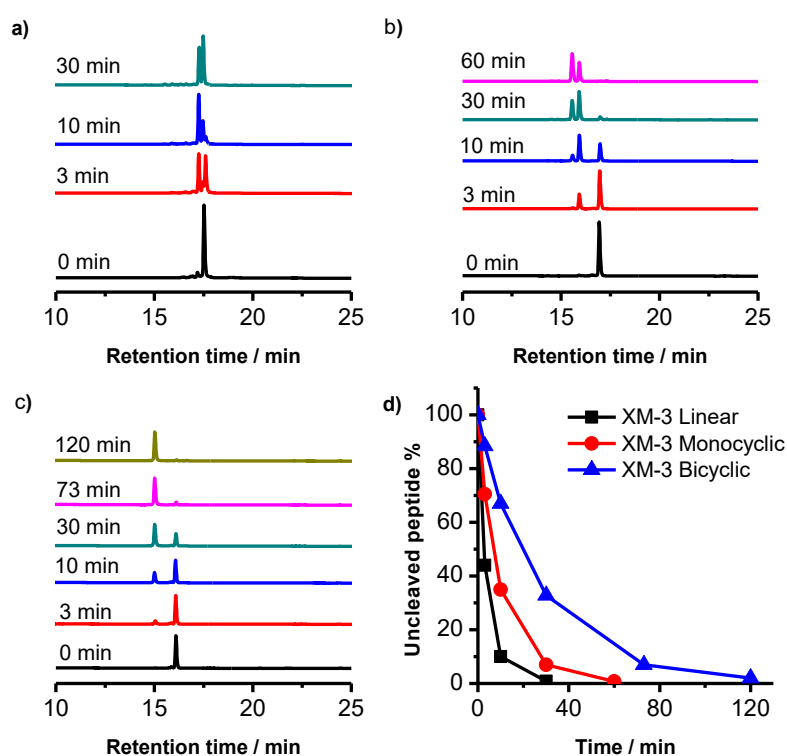 a)
30 min
10 min
3 min
0 min
10 15 20 25
Retention time / min
b)
60 min
30 min
10 min
3 min
0 min
10 15 20 25
Retention time / min
c)
120 min
73 min
30 min
10 min
3 min
0 min
10 15 20 25
Retention time / min
d)
Uncleaved peptide %
100
80
60
40
20
0
XM-3 Linear
XM-3 Monocyclic
XM-3 Bicyclic
0 40 80 120
Time / min